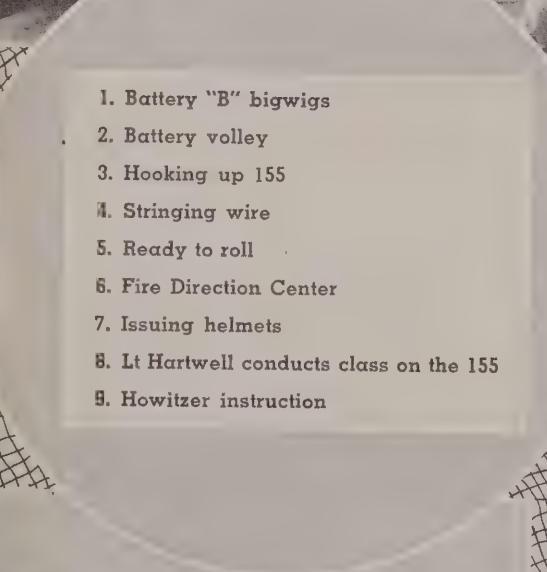 1. Battery "B" bigwigs
2. Battery volley
3. Hooking up 155
4. Stringing wire
5. Ready to roll
6. Fire Direction Center
7. Issuing helmets
8. Lt Hartwell conducts class on the 155
9. Howitzer instruction